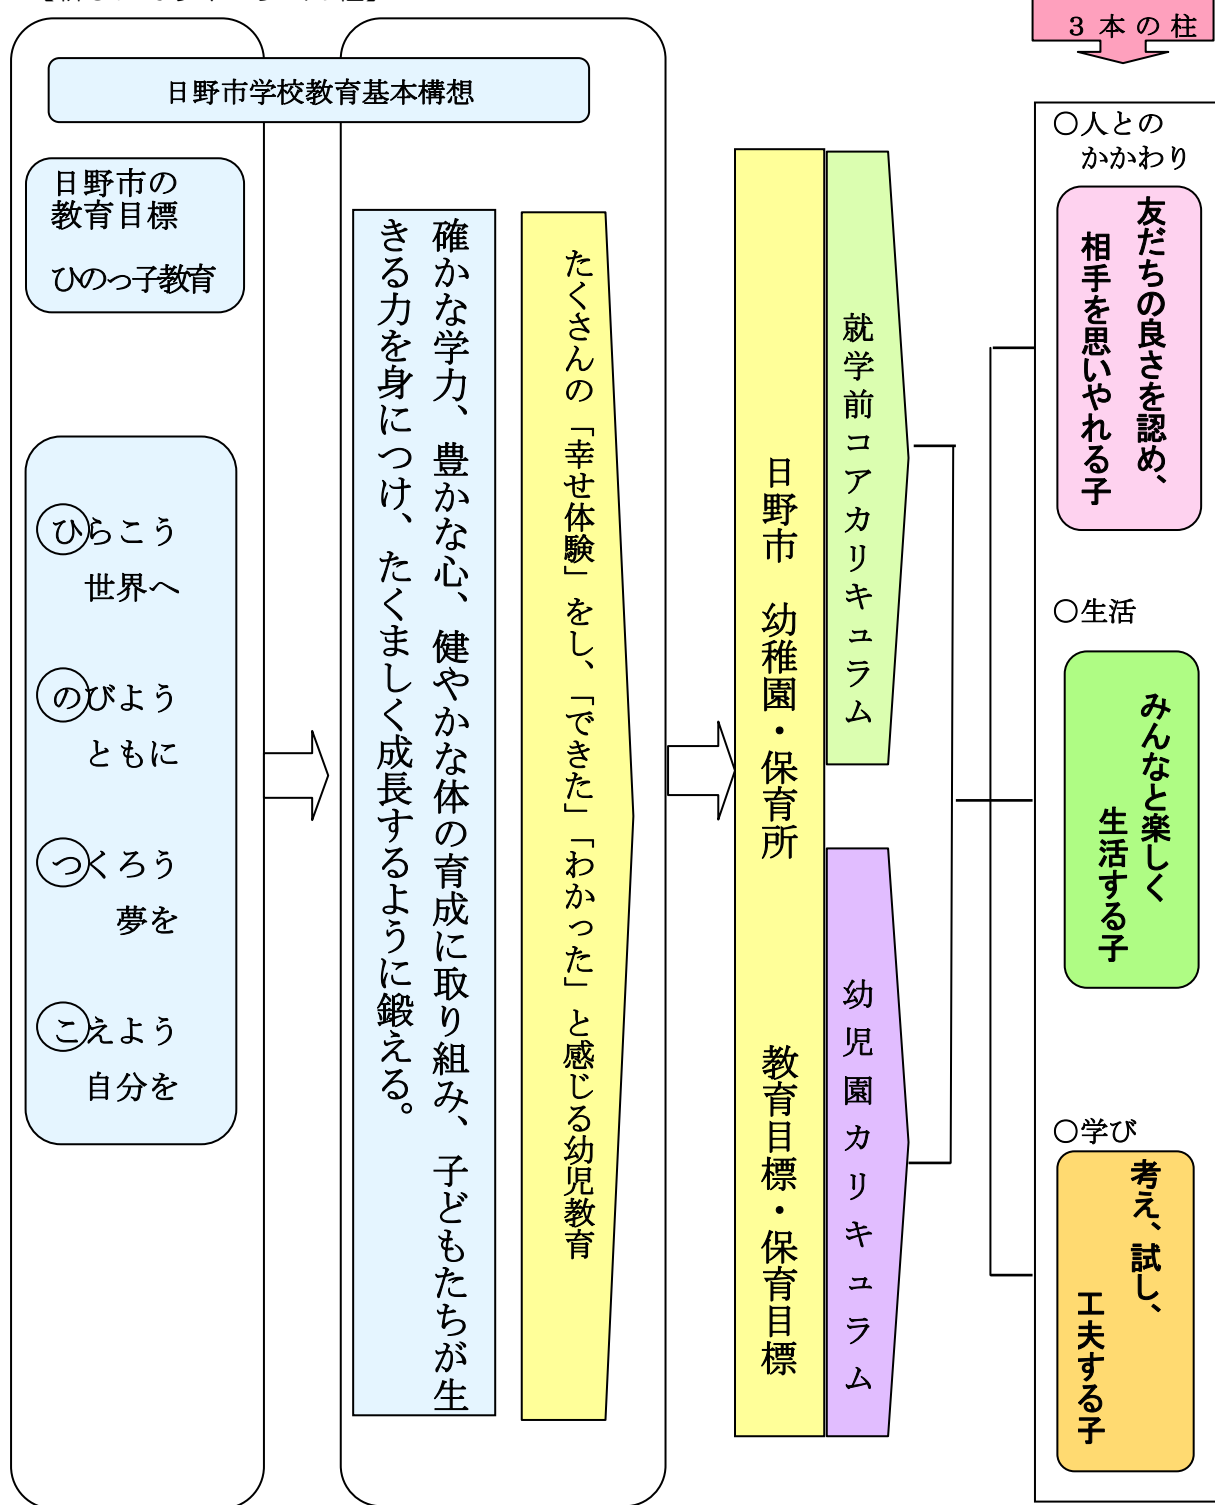 3本の柱
日野市学校教育基本構想
日野市の
教育目標
ひのっ子教育
ひらこう
世界へ
のびよう
ともに
つくろう
夢を
こえよう
自分を
確かな学力、豊かな心、健やかな体の育成に取り組み、子どもたちが生
きる力を身につけ、たくましく成長するように鍛える。
たくさんの「幸せ体験」をし、「できた」「わかった」と感じる幼児教育
日野市 幼稚園・保育所 教育目標・保育目標
就学前コアカリキュラム
幼児園カリキュラム
〇人との
かかわり
友だちの良さを認め、
相手を思いやれる子
〇生活
みんなと楽しく
生活する子
〇学び
考え、試し、
工夫する子